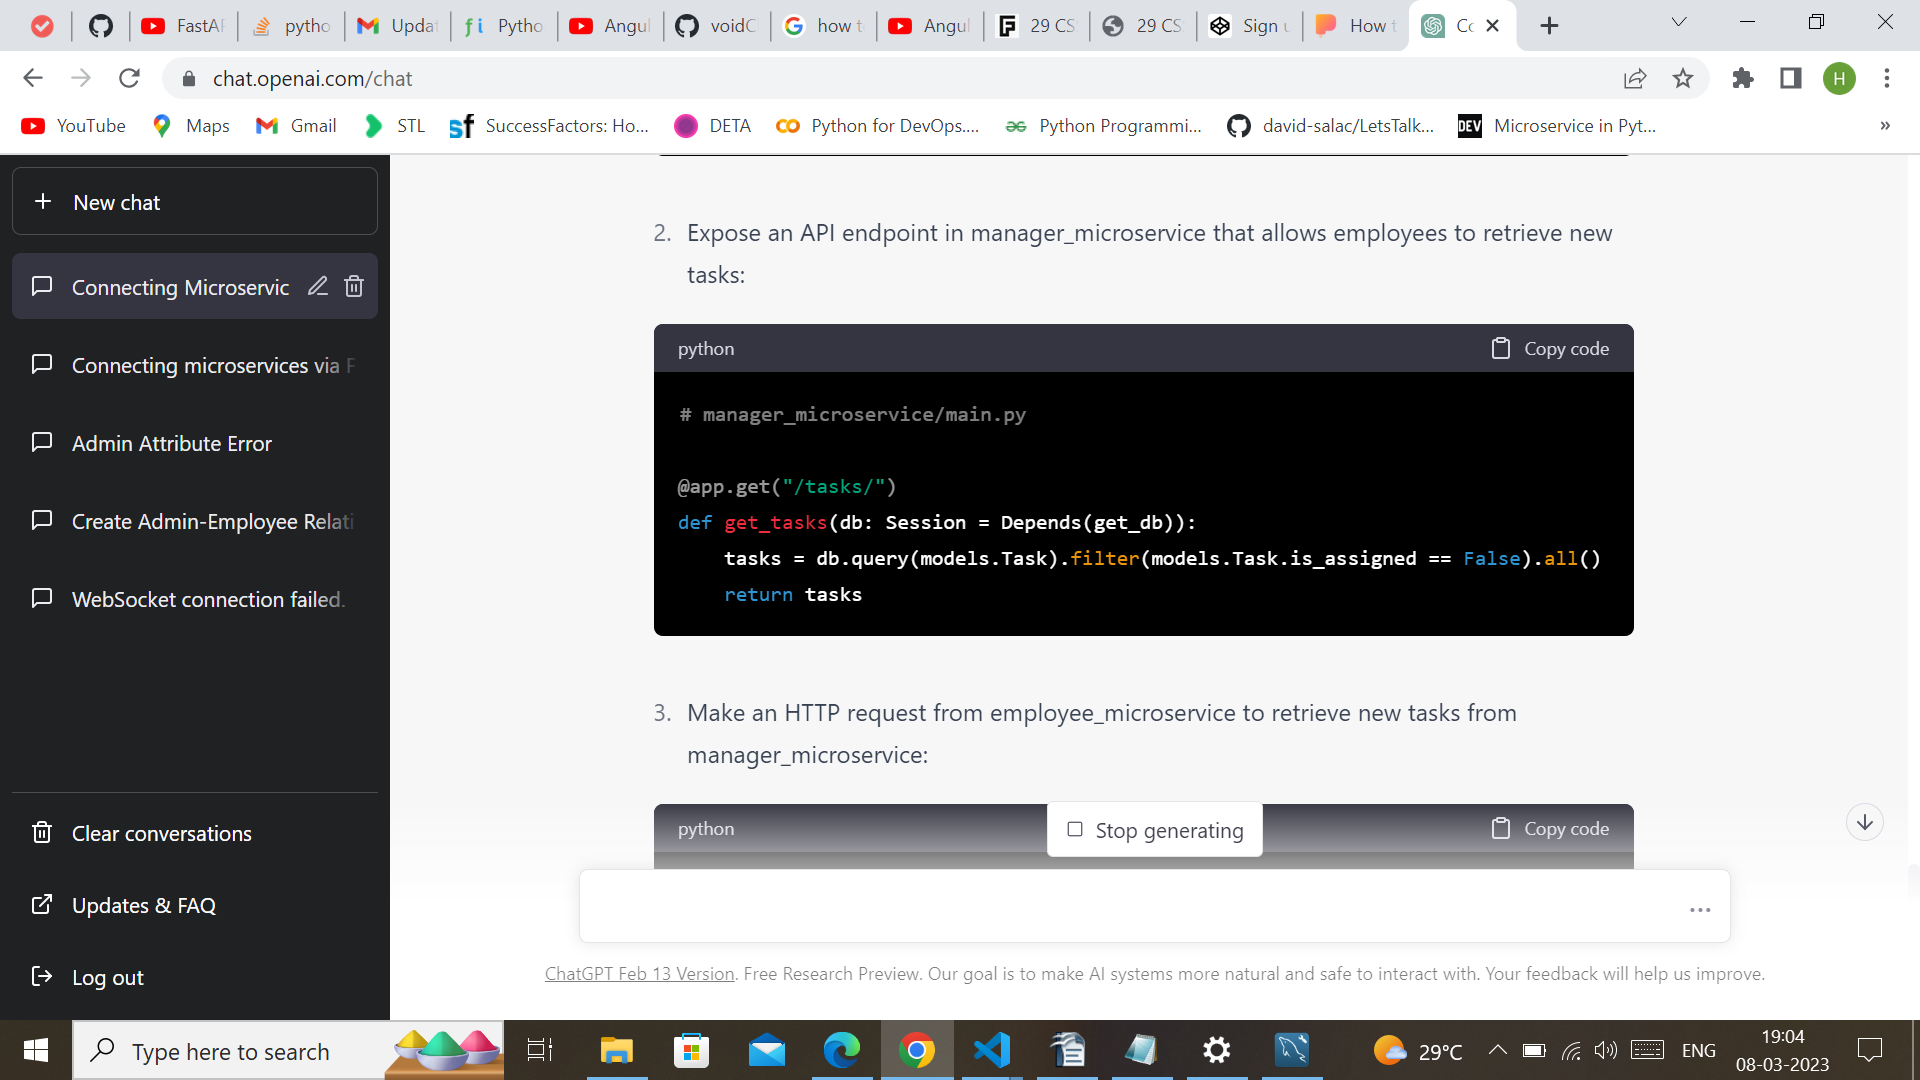 FastAP
pytho
Updat
Pytho
Angul
voidC
how to
Angul
29 CS
29 CS
Sign u
How t
Co
chat.openai.com/chat
H
YouTube
Maps
Gmail
STL
SuccessFactors: Ho...
DETA
Python for DevOps....
Python Programmi...
david-salac/LetsTalk...
DEV
Microservice in Pyt...
»
New chat
Connecting Microservic
Connecting microservices via F
Admin Attribute Error
Create Admin-Employee Relati
WebSocket connection failed.
Clear conversations
Updates & FAQ
Log out
2. Expose an API endpoint in manager_microservice that allows employees to retrieve new
tasks:
python
Copy code
# manager_microservice/main.py
@app.get("/tasks/")
def get_tasks(db: Session = Depends(get_db)):
    tasks = db.query(models.Task).filter(models.Task.is_assigned == False).all()
    return tasks
3. Make an HTTP request from employee_microservice to retrieve new tasks from
manager_microservice:
python
Stop generating
Copy code
ChatGPT Feb 13 Version. Free Research Preview. Our goal is to make AI systems more natural and safe to interact with. Your feedback will help us improve.
Type here to search
29°C
ENG
19:04
08-03-2023